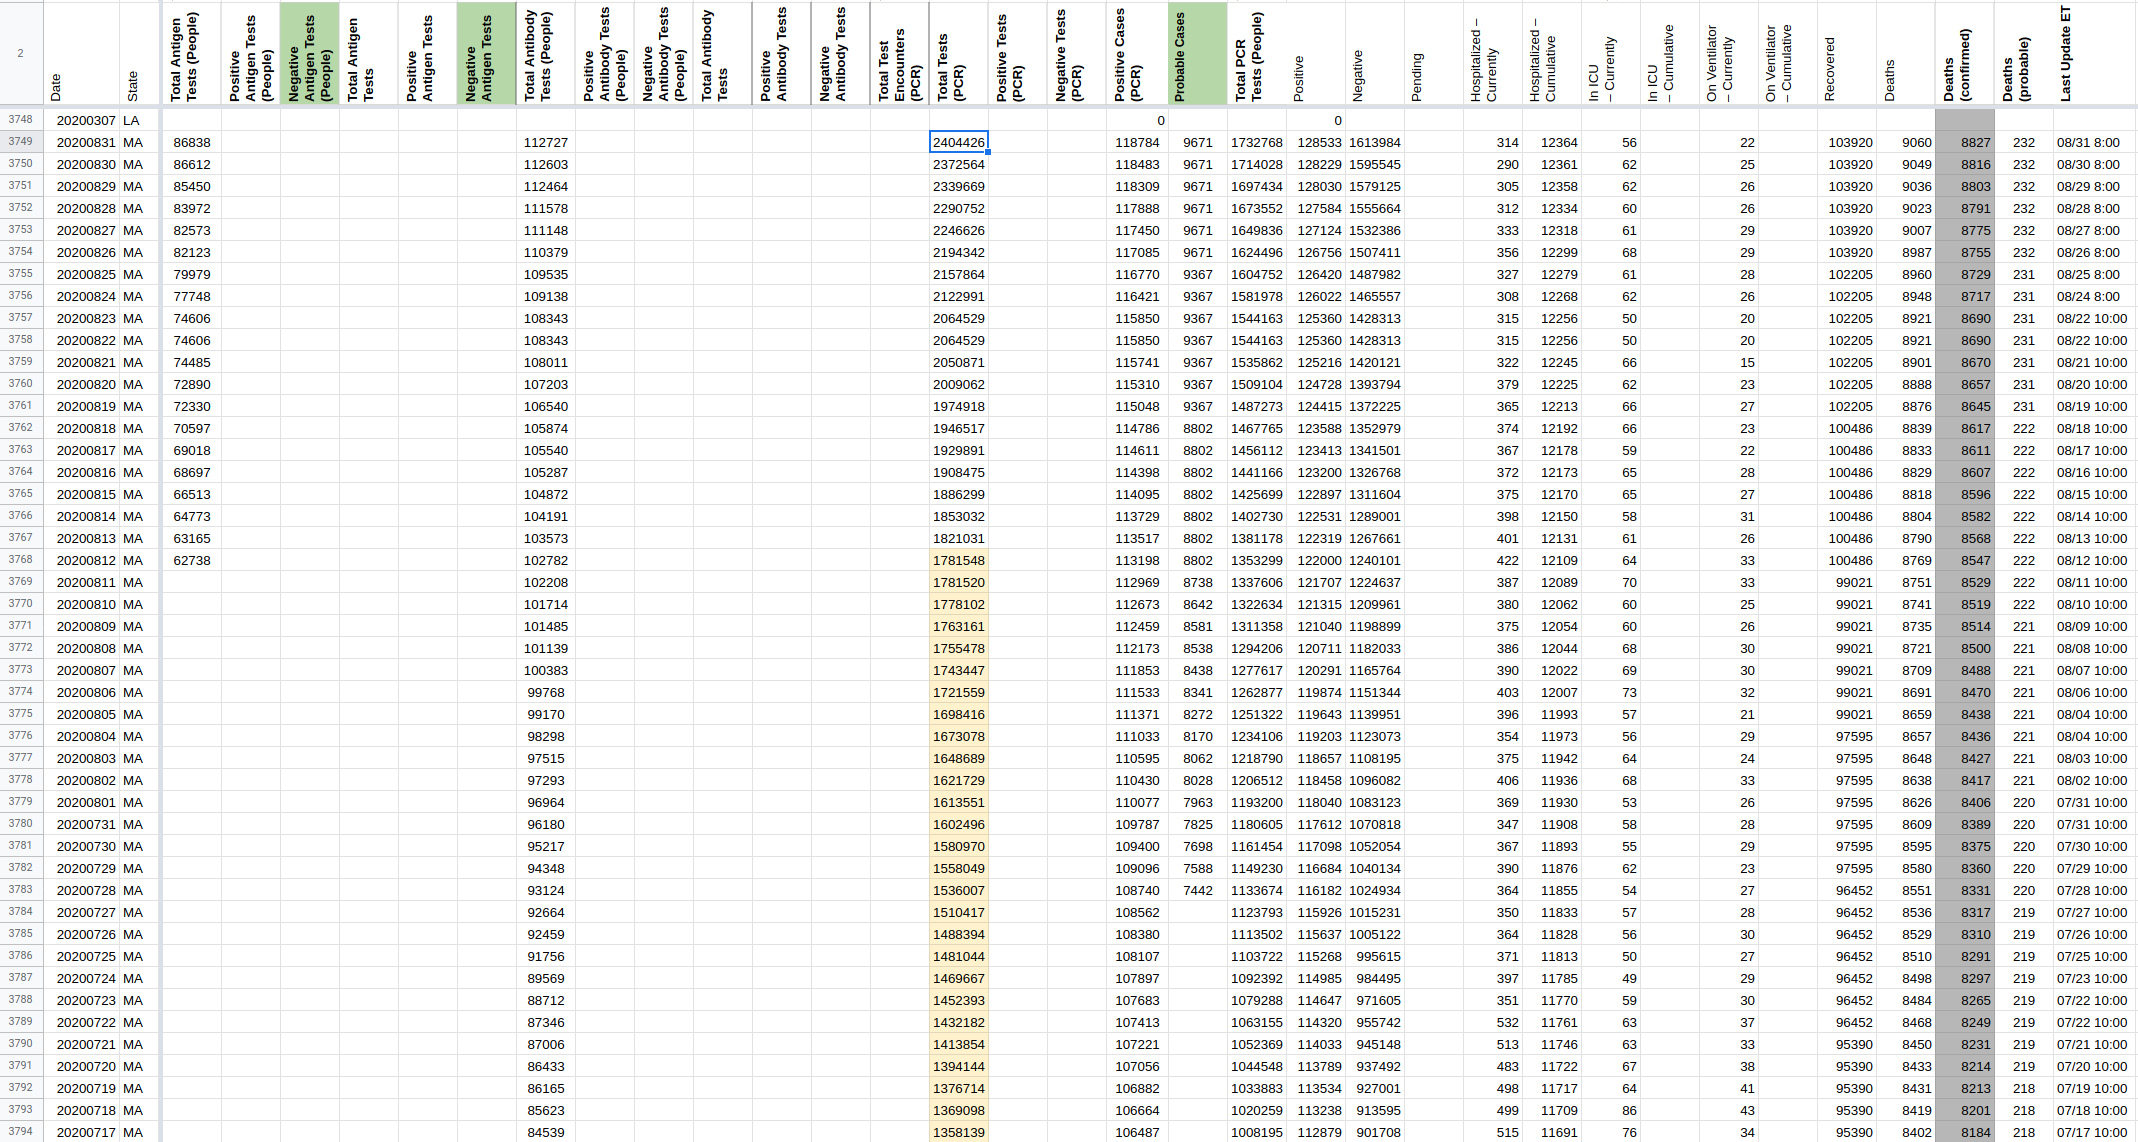 2 Date State Total Antigen Tests (People) Positive Antigen Tests (People) Negative Antigen Tests (People) Total Antigen Tests Positive Antigen Tests Negative Antigen Tests Total Antibody Tests (People) Positive Antibody Tests (People) Negative Antibody Tests (People) Total Antibody Tests Positive Antibody Tests Negative Antibody Tests Total Test Encounters (PCR) Total Tests (PCR) Positive Tests (PCR) Negative Tests (PCR) Positive Cases (PCR) Probable Cases Total PCR Tests (People) Positive Negative Pending Hospitalized – Currently Hospitalized – Cumulative In ICU – Currently In ICU – Cumulative On Ventilator – Currently On Ventilator – Cumulative Recovered Deaths Deaths (confirmed) Deaths (probable) Last Update ET
3748 20200307 LA 0 0
3749 20200831 MA 86838 112727 2404426 118784 9671 1732768 128533 1613984 314 12364 56 22 103920 9060 8827 232 08/31 8:00
3750 20200830 MA 86612 112603 2372564 118483 9671 1714028 128229 1595545 290 12361 62 25 103920 9049 8816 232 08/30 8:00
3751 20200829 MA 85450 112464 2339669 118309 9671 1697434 128030 1579125 305 12358 62 26 103920 9036 8803 232 08/29 8:00
3752 20200828 MA 83972 111578 2290752 117888 9671 1673552 127584 1555664 312 12334 60 26 103920 9023 8791 232 08/28 8:00
3753 20200827 MA 82573 111148 2246626 117450 9671 1649836 127124 1532386 333 12318 61 29 103920 9007 8775 232 08/27 8:00
3754 20200826 MA 82123 110379 2194342 117085 9671 1624496 126756 1507411 356 12299 68 29 103920 8987 8755 232 08/26 8:00
3755 20200825 MA 79979 109535 2157864 116770 9367 1604752 126420 1487982 327 12279 61 28 102205 8960 8729 231 08/25 8:00
3756 20200824 MA 77748 109138 2122991 116421 9367 1581978 126022 1465557 308 12268 62 26 102205 8948 8717 231 08/24 8:00
3757 20200823 MA 74606 108343 2064529 115850 9367 1544163 125360 1428313 315 12256 50 20 102205 8921 8690 231 08/22 10:00
3758 20200822 MA 74606 108343 2064529 115850 9367 1544163 125360 1428313 315 12256 50 20 102205 8921 8690 231 08/22 10:00
3759 20200821 MA 74485 108011 2050871 115741 9367 1535862 125216 1420121 322 12245 66 15 102205 8901 8670 231 08/21 10:00
3760 20200820 MA 72890 107203 2009062 115310 9367 1509104 124728 1393794 379 12225 62 23 102205 8888 8657 231 08/20 10:00
3761 20200819 MA 72330 106540 1974918 115048 9367 1487273 124415 1372225 365 12213 66 27 102205 8876 8645 231 08/19 10:00
3762 20200818 MA 70597 105874 1946517 114786 8802 1467765 123588 1352979 374 12192 66 23 100486 8839 8617 222 08/18 10:00
3763 20200817 MA 69018 105540 1929891 114611 8802 1456112 123413 1341501 367 12178 59 22 100486 8833 8611 222 08/17 10:00
3764 20200816 MA 68697 105287 1908475 114398 8802 1441166 123200 1326768 372 12173 65 28 100486 8829 8607 222 08/16 10:00
3765 20200815 MA 66513 104872 1886299 114095 8802 1425699 122897 1311604 375 12170 65 27 100486 8818 8596 222 08/15 10:00
3766 20200814 MA 64773 104191 1853032 113729 8802 1402730 122531 1289001 398 12150 58 31 100486 8804 8582 222 08/14 10:00
3767 20200813 MA 63165 103573 1821031 113517 8802 1381178 122319 1267661 401 12131 61 26 100486 8790 8568 222 08/13 10:00
3768 20200812 MA 62738 102782 1781548 113198 8802 1353299 122000 1240101 422 12109 64 33 100486 8769 8547 222 08/12 10:00
3769 20200811 MA 102208 1781520 112969 8738 1337606 121707 1224637 387 12089 70 33 99021 8751 8529 222 08/11 10:00
3770 20200810 MA 101714 1778102 112673 8642 1322634 121315 1209961 380 12062 60 25 99021 8741 8519 222 08/10 10:00
3771 20200809 MA 101485 1763161 112459 8581 1311358 121040 1198899 375 12054 60 26 99021 8735 8514 221 08/09 10:00
3772 20200808 MA 101139 1755478 112173 8538 1294206 120711 1182033 386 12044 68 30 99021 8721 8500 221 08/08 10:00
3773 20200807 MA 100383 1743447 111853 8438 1277617 120291 1165764 390 12022 69 30 99021 8709 8488 221 08/07 10:00
3774 20200806 MA 99768 1721559 111533 8341 1262877 119874 1151344 403 12007 73 32 99021 8691 8470 221 08/06 10:00
3775 20200805 MA 99170 1698416 111371 8272 1251322 119643 1139951 396 11993 57 21 99021 8659 8438 221 08/04 10:00
3776 20200804 MA 98298 1673078 111033 8170 1234106 119203 1123073 354 11973 56 29 97595 8657 8436 221 08/04 10:00
3777 20200803 MA 97515 1648689 110595 8062 1218790 118657 1108195 375 11942 64 24 97595 8648 8427 221 08/03 10:00
3778 20200802 MA 97293 1621729 110430 8028 1206512 118458 1096082 406 11936 68 33 97595 8638 8417 221 08/02 10:00
3779 20200801 MA 96964 1613551 110077 7963 1193200 118040 1083123 369 11930 53 26 97595 8626 8406 220 07/31 10:00
3780 20200731 MA 96180 1602496 109787 7825 1180605 117612 1070818 347 11908 58 28 97595 8609 8389 220 07/31 10:00
3781 20200730 MA 95217 1580970 109400 7698 1161454 117098 1052054 367 11893 55 29 97595 8595 8375 220 07/30 10:00
3782 20200729 MA 94348 1558049 109096 7588 1149230 116684 1040134 390 11876 62 23 97595 8580 8360 220 07/29 10:00
3783 20200728 MA 93124 1536007 108740 7442 1133674 116182 1024934 364 11855 54 27 96452 8551 8331 220 07/28 10:00
3784 20200727 MA 92664 1510417 108562 1123793 115926 1015231 350 11833 57 28 96452 8536 8317 219 07/27 10:00
3785 20200726 MA 92459 1488394 108380 1113502 115637 1005122 364 11828 56 30 96452 8529 8310 219 07/26 10:00
3786 20200725 MA 91756 1481044 108107 1103722 115268 995615 371 11813 50 27 96452 8510 8291 219 07/25 10:00
3787 20200724 MA 89569 1469667 107897 1092392 114985 984495 397 11785 49 29 96452 8498 8297 219 07/23 10:00
3788 20200723 MA 88712 1452393 107683 1079288 114647 971605 351 11770 59 30 96452 8484 8265 219 07/22 10:00
3789 20200722 MA 87346 1432182 107413 1063155 114320 955742 532 11761 63 37 96452 8468 8249 219 07/22 10:00
3790 20200721 MA 87006 1413854 107221 1052369 114033 945148 513 11746 63 33 95390 8450 8231 219 07/21 10:00
3791 20200720 MA 86433 1394144 107056 1044548 113789 937492 483 11722 67 38 95390 8433 8214 219 07/20 10:00
3792 20200719 MA 86165 1376714 106882 1033883 113534 927001 498 11717 64 41 95390 8431 8213 218 07/19 10:00
3793 20200718 MA 85623 1369098 106664 1020259 113238 913595 499 11709 86 43 95390 8419 8201 218 07/18 10:00
3794 20200717 MA 84539 1358139 106487 1008195 112879 901708 515 11691 76 34 95390 8402 8184 218 07/17 10:00